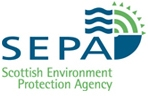 SEPA
Scottish Environment
Protection Agency